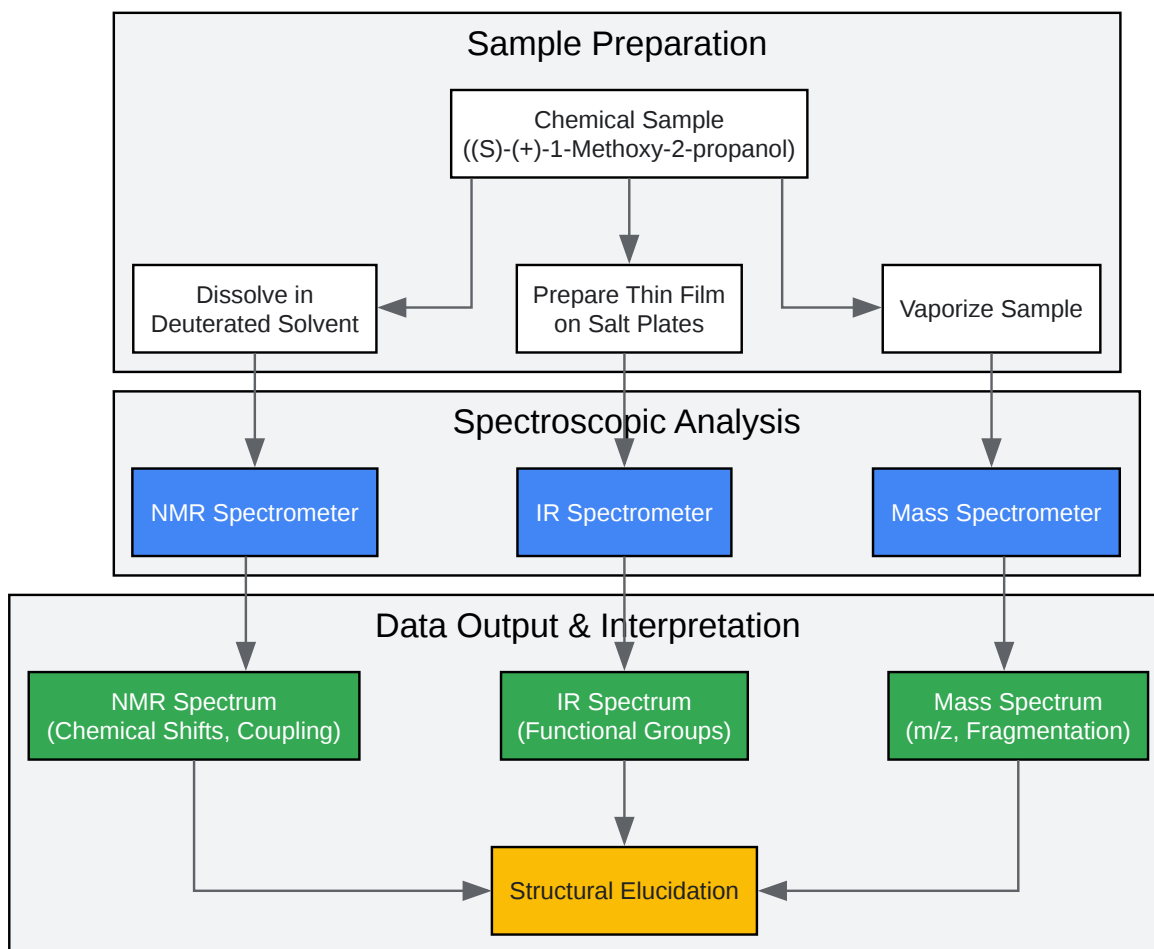 Sample Preparation
Chemical Sample
((S)-(+)-1-Methoxy-2-propanol)
Dissolve in
Deuterated Solvent
Prepare Thin Film
on Salt Plates
Vaporize Sample
Spectroscopic Analysis
NMR Spectrometer
IR Spectrometer
Mass Spectrometer
Data Output & Interpretation
NMR Spectrum
(Chemical Shifts, Coupling)
IR Spectrum
(Functional Groups)
Mass Spectrum
(m/z, Fragmentation)
Structural Elucidation